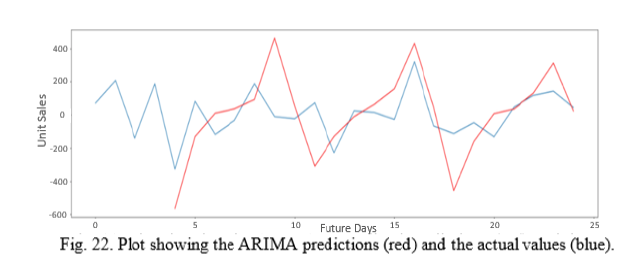 400
200
0
-200
-400
-600
Unit Sales
0 5 10 15 20 25
Future Days
Fig. 22. Plot showing the ARIMA predictions (red) and the actual values (blue).